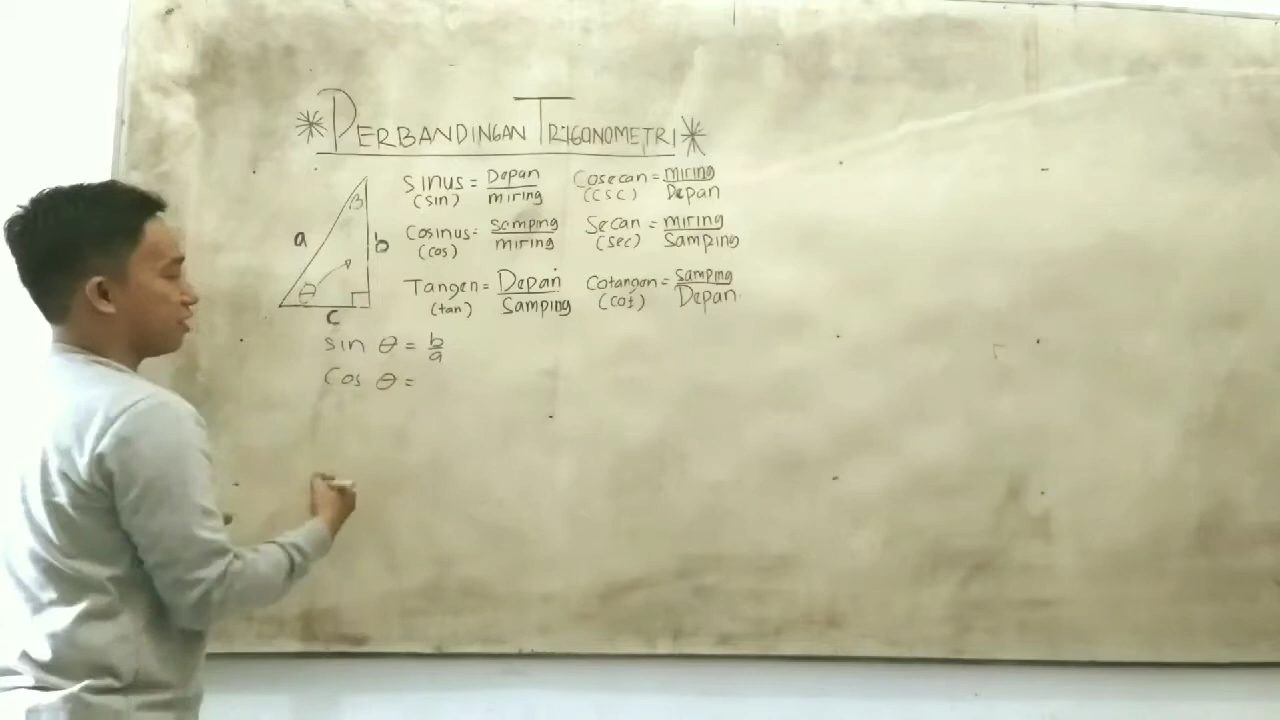 * PERBANDINGAN TRIGONOMETRI *
Sinus = Depan/miring Cosecan = miring/Depan
(sin) (csc)
Cosinus = samping/miring Secan = miring/Samping
(cos) (sec)
Tangen = Depan/Samping Cotangen = samping/Depan
(tan) (cot)
β
a b
θ
c
sin θ = b/a
Cos θ =